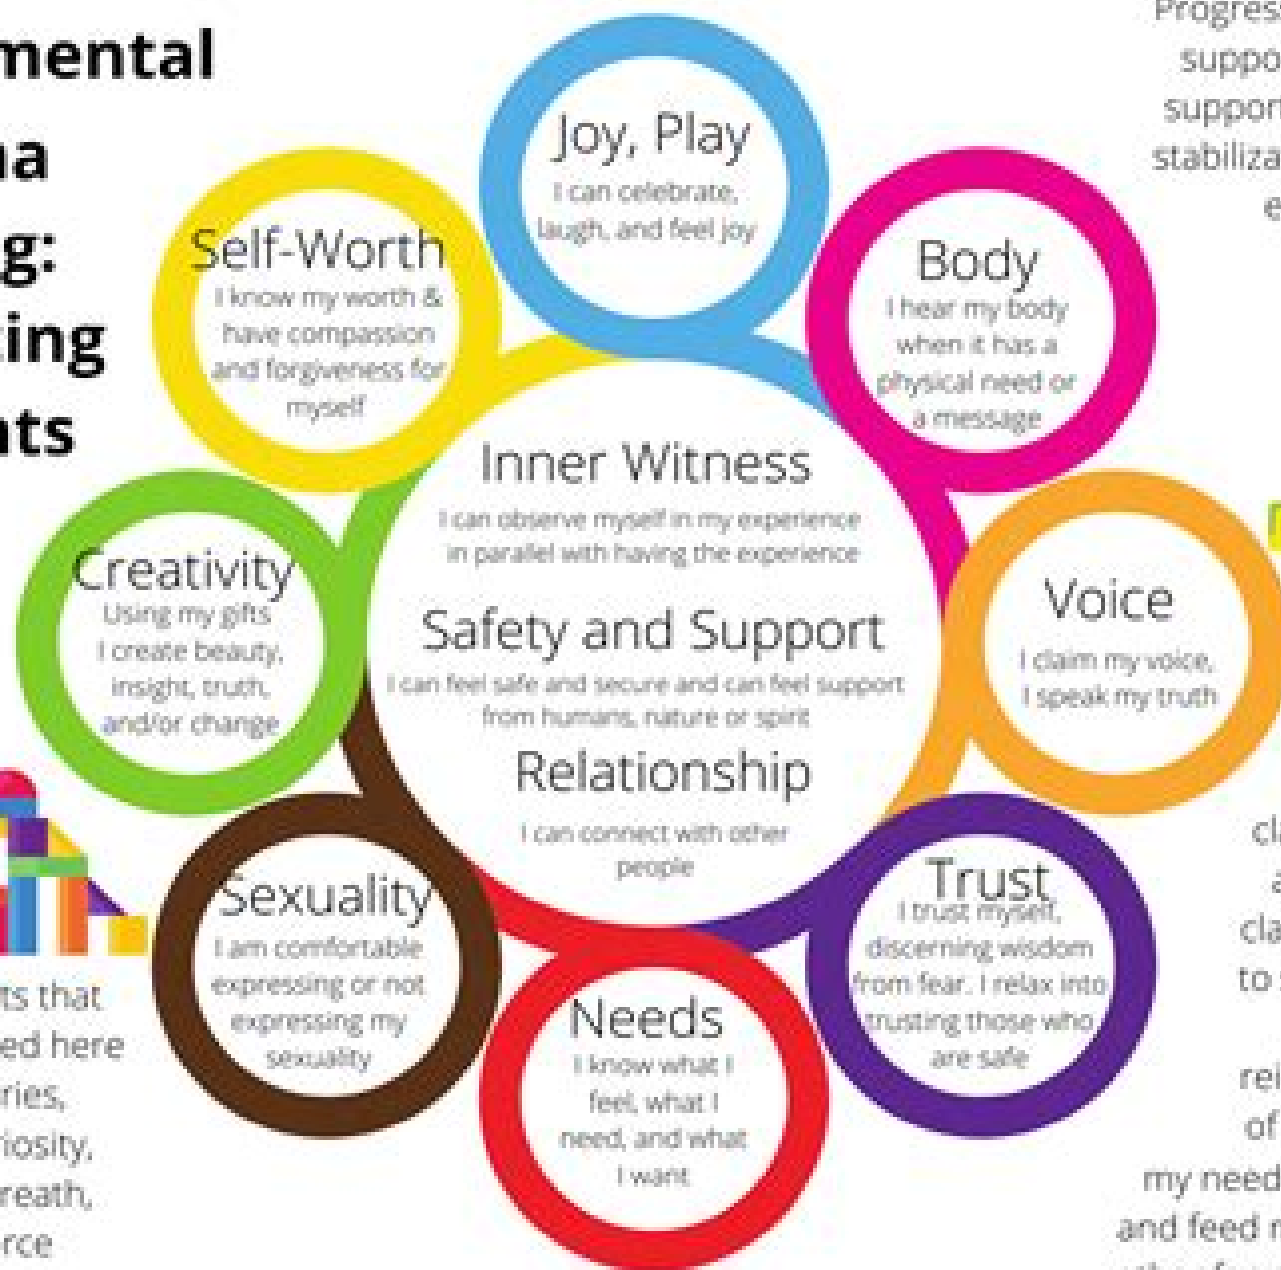 mental
na
g:
ting
nts
Progress
suppo
suppor
stabiliza
e
Joy, Play
I can celebrate,
laugh, and feel joy
Self-Worth
I know my worth &
have compassion
and forgiveness for
myself
Body
I hear my body
when it has a
physical need or
a message
Inner Witness
I can observe myself in my experience
in parallel with having the experience
Safety and Support
I can feel safe and secure and can feel support
from humans, nature or spirit
Relationship
I can connect with other
people
Creativity
Using my gifts
I create beauty,
insight, truth,
and/or change
Voice
I claim my voice,
I speak my truth
Sexuality
I am comfortable
expressing or not
expressing my
sexuality
Needs
I know what I
feel, what I
need, and what
I want
Trust
I trust myself,
discerning wisdom
from fear. I relax into
trusting those who
are safe
ts that
ed here
ries,
iosity,
reath,
rce
cla
a
cla
to s
rei
of
my need
and feed r